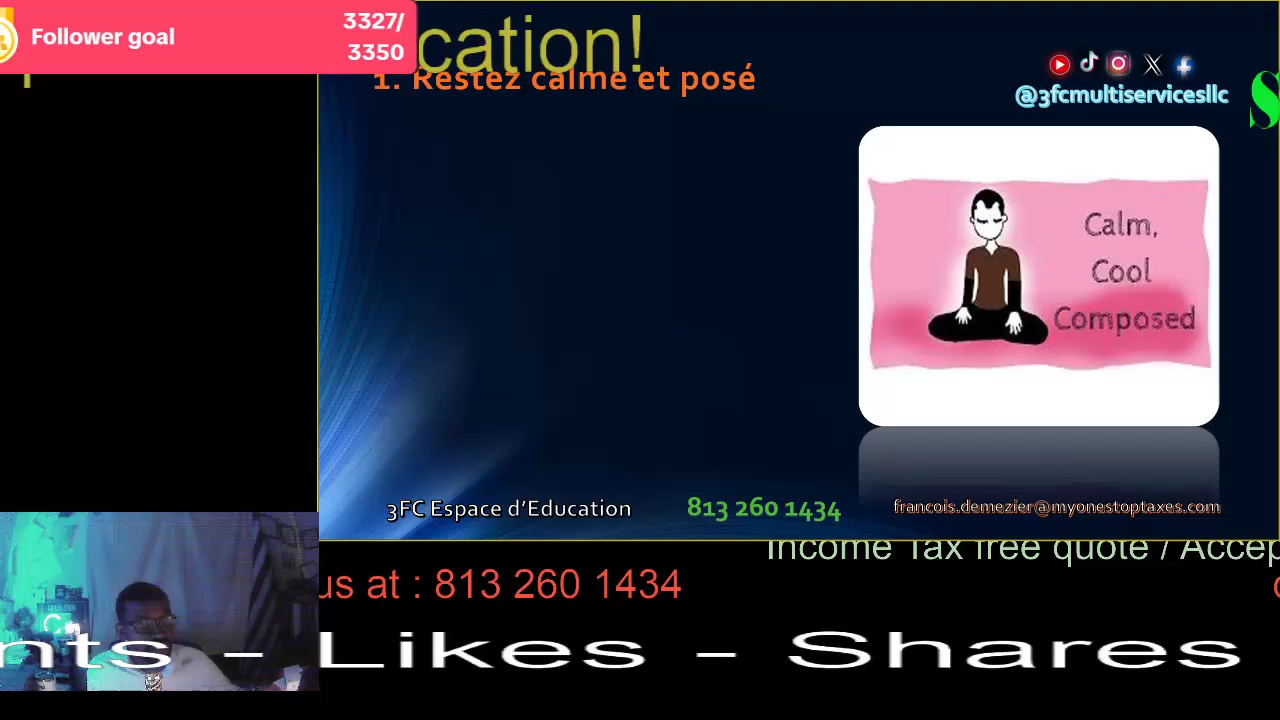 Follower goal
3327/
3350
cation!
1. Restez calme et posé
@3fcmultiservicesllc
S
Calm,
Cool
Composed
3FC Espace d’Education
813 260 1434
francois.demezier@myonestoptaxes.com
Income Tax free quote / Accep
us at : 813 260 1434
nts - Likes - Shares